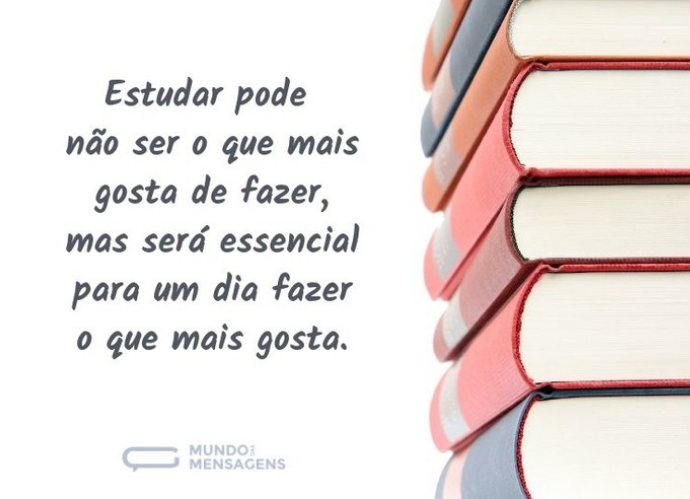 Estudar pode
não ser o que mais
gosta de fazer,
mas será essencial
para um dia fazer
o que mais gosta.
MUNDO DAS
MENSAGENS